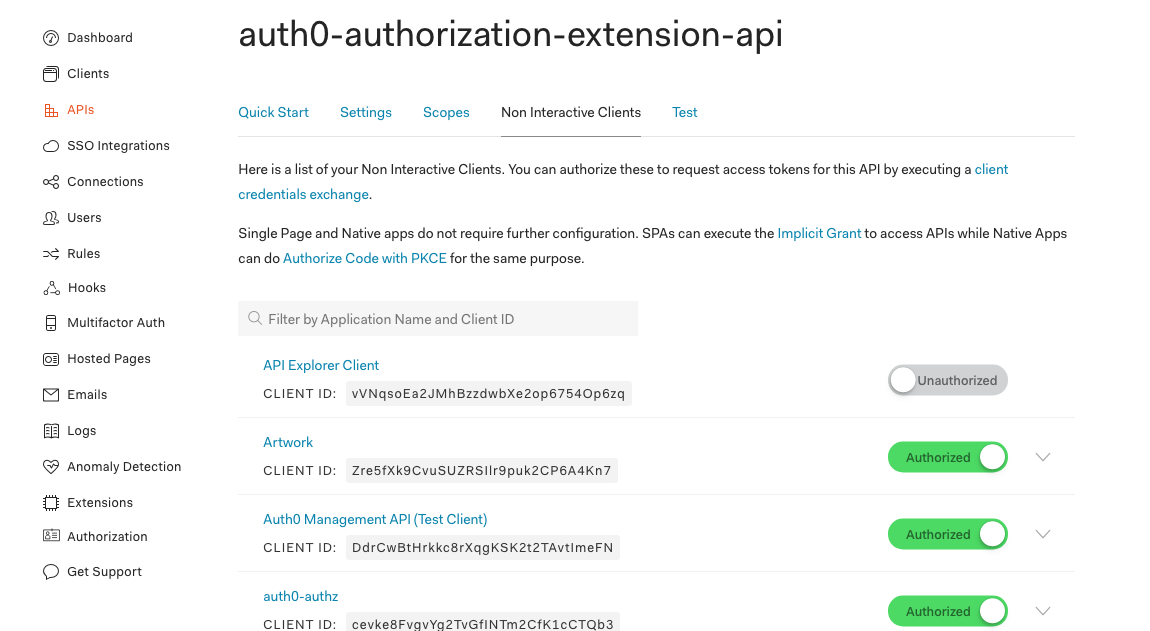 auth0-authorization-extension-api
Dashboard
Clients
APIs
SSO Integrations
Connections
Users
Rules
Hooks
Multifactor Auth
Hosted Pages
Emails
Logs
Anomaly Detection
Extensions
Authorization
Get Support
Quick Start Settings Scopes Non Interactive Clients Test
Here is a list of your Non Interactive Clients. You can authorize these to request access tokens for this API by executing a client
credentials exchange.
Single Page and Native apps do not require further configuration. SPAs can execute the Implicit Grant to access APIs while Native Apps
can do Authorize Code with PKCE for the same purpose.
Filter by Application Name and Client ID
API Explorer Client
CLIENT ID: vVNqsoEa2JMhBzzdwbXe2op6754Op6zq
Unauthorized
Artwork
CLIENT ID: Zre5fXk9CvuSUZRSIlr9puk2CP6A4Kn7
Authorized
Auth0 Management API (Test Client)
CLIENT ID: DdrCwBtHrkkc8rXqgKSK2t2TAvtImeFN
Authorized
auth0-authz
CLIENT ID: cevke8FvgvYg2TvGfINTm2CfK1cCTQb3
Authorized